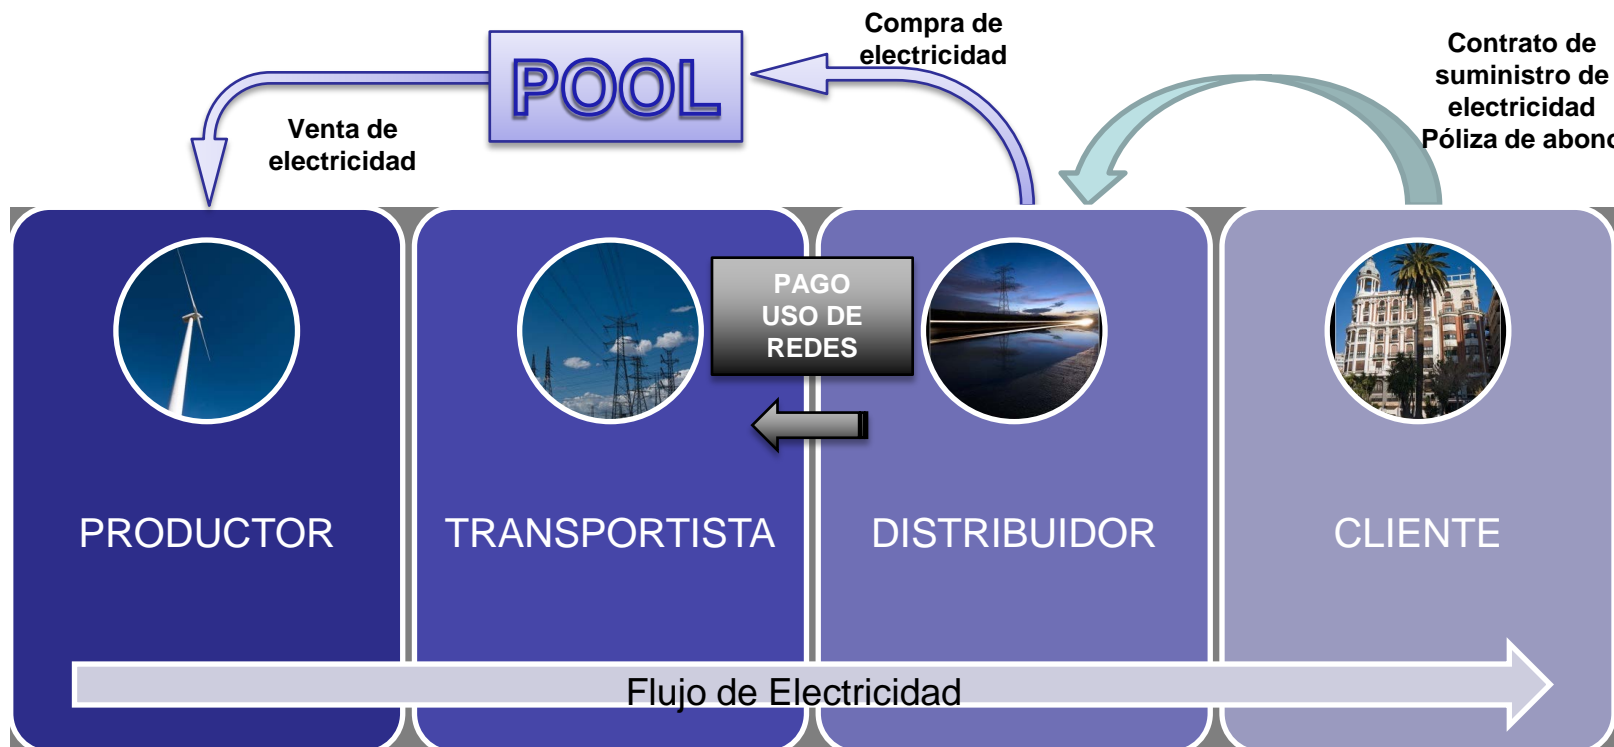 Compra de
electricidad
POOL
Contrato de
suministro de
electricidad
Póliza de abono
Venta de
electricidad
PAGO
USO DE
REDES
PRODUCTOR
TRANSPORTISTA
DISTRIBUIDOR
CLIENTE
Flujo de Electricidad